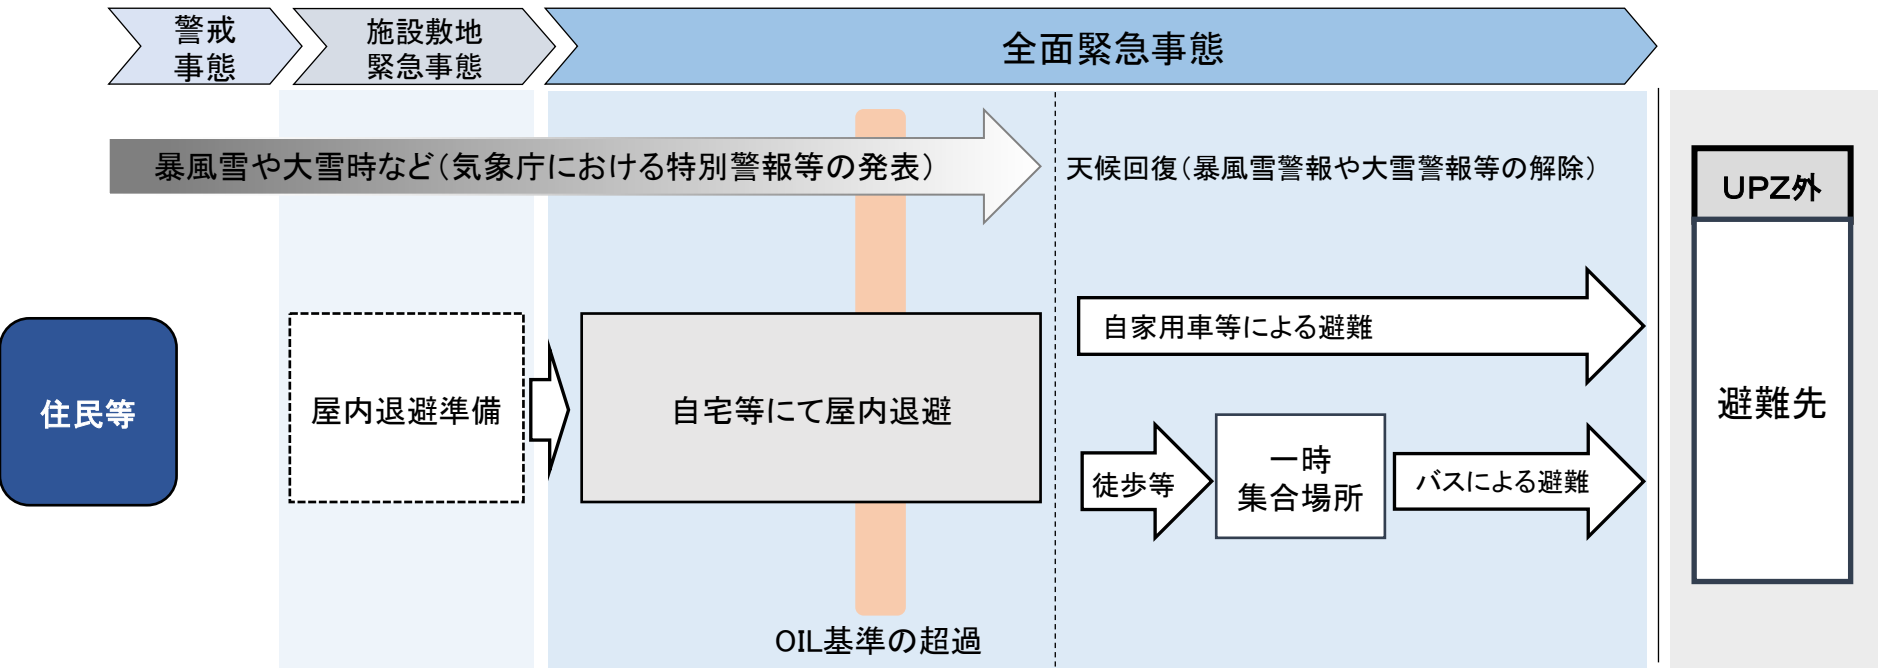 警戒
事態
施設敷地
緊急事態
全面緊急事態
暴風雪や大雪時など(気象庁における特別警報等の発表)
天候回復(暴風雪警報や大雪警報等の解除)
UPZ外
住民等
屋内退避準備
自宅等にて屋内退避
自家用車等による避難
徒歩等
一時
集合場所
バスによる避難
避難先
OIL基準の超過